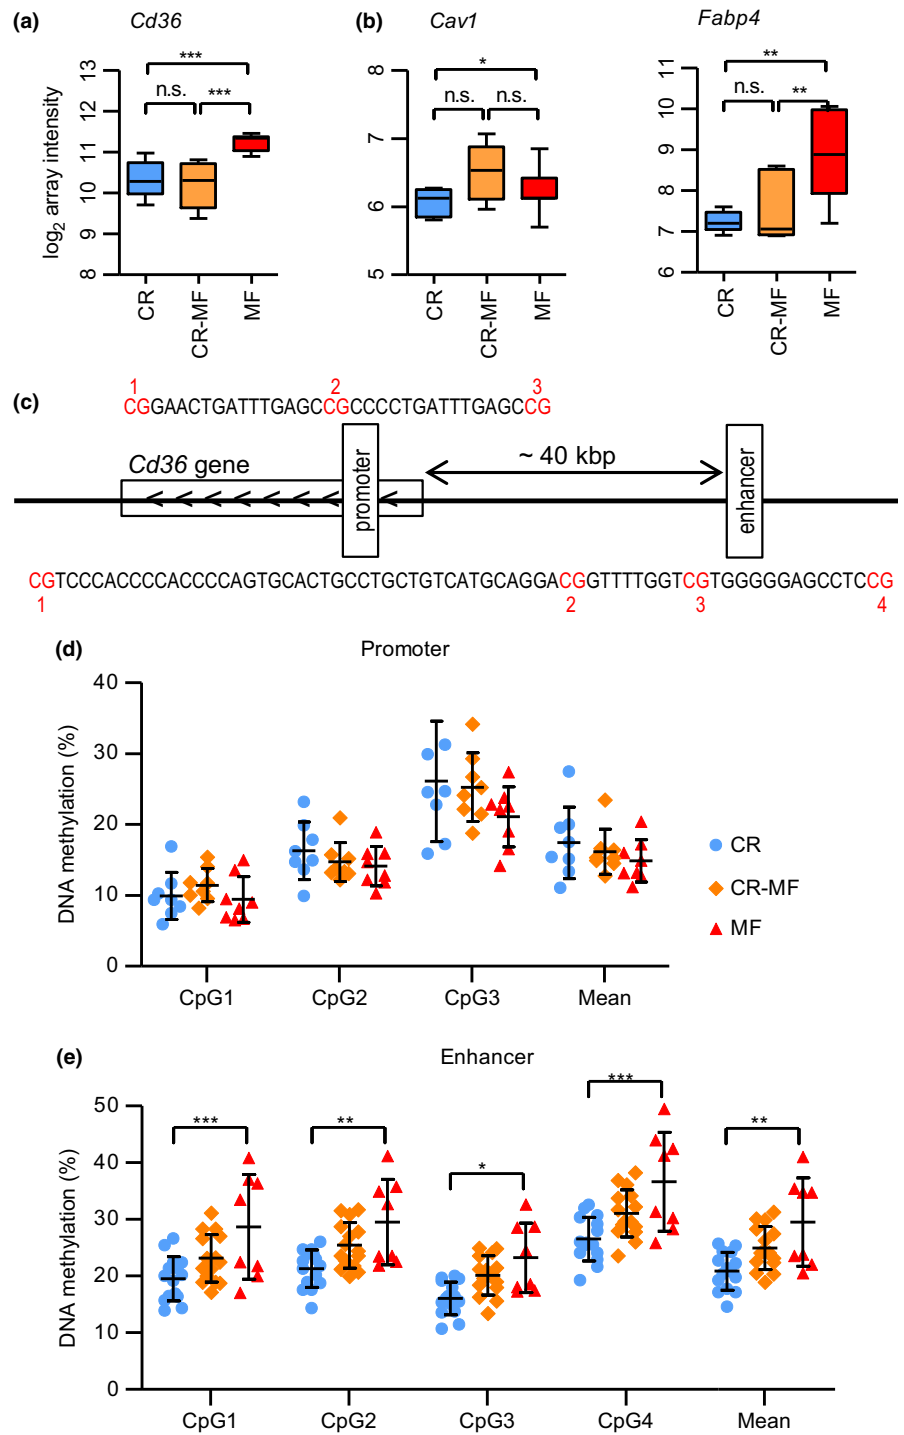 (a)
Cd36
log2 array intensity
13
12
11
10
9
8
***
n.s.
***
CR
CR-MF
MF
(b)
Cav1
8
7
6
5
*
n.s.
n.s.
CR
CR-MF
MF
Fabp4
11
10
9
8
7
6
**
n.s.
**
CR
CR-MF
MF
(c)
1 2 3
CGGAACTGATTTGAGCCGCCCCTGATTTGAGCCG
Cd36 gene
promoter
~ 40 kbp
enhancer
CGTCCCACCCCACCCCAGTGCACTGCCTGCTGTCATGCAGGACGGTTTTGGTCGTGGGGGAGCCTCCG
1 2 3 4
(d)
Promoter
DNA methylation (%)
40
30
20
10
0
CpG1 CpG2 CpG3 Mean
CR
CR-MF
MF
(e)
Enhancer
DNA methylation (%)
50
40
30
20
10
0
***
**
*
***
**
CpG1 CpG2 CpG3 CpG4 Mean